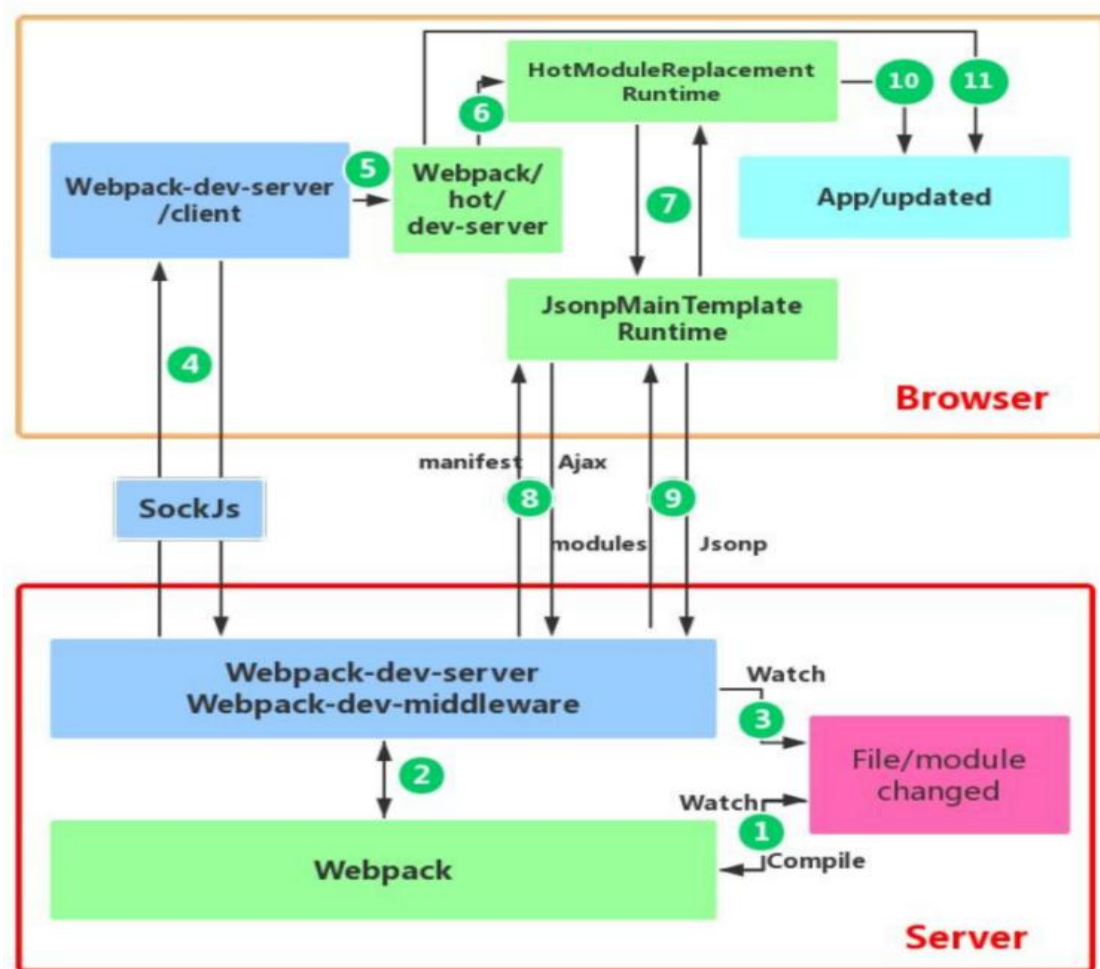 HotModuleReplacement
Runtime
10
11
6
5
Webpack-dev-server
/client
Webpack/
hot/
dev-server
7
App/updated
JsonpMainTemplate
Runtime
4
Browser
manifest
Ajax
SockJs
8
9
modules
Jsonp
Webpack-dev-server
Webpack-dev-middleware
Watch
3
File/module
changed
2
Watch
1
Compile
Webpack
Server